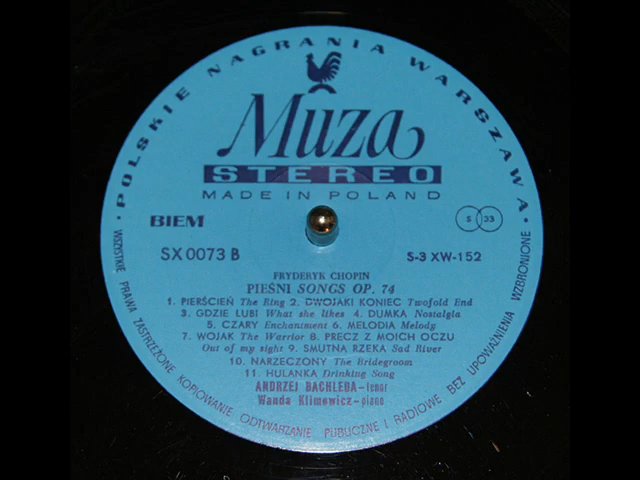 · POLSKIE NAGRANIA WARSZAWA ·
Muza
STEREO
MADE IN POLAND
BIEM
S 33
SX 0073 B
S-3 XW-152
FRYDERYK CHOPIN
PIEŚNI SONGS OP. 74
1. PIERŚCIEŃ The Ring 2. DWOJAKI KONIEC Twofold End
3. GDZIE LUBI What she likes 4. DUMKA Nostalgia
5. CZARY Enchantment 6. MELODIA Melody
7. WOJAK The Warrior 8. PRECZ Z MOICH OCZU
Out of my sight 9. SMUTNA RZEKA Sad River
10. NARZECZONY The Bridegroom
11. HULANKA Drinking Song
ANDRZEJ BACHLEDA-tenor
Wanda Klimowicz-piano
WSZYSTKIE PRAWA ZASTRZEŻONE KOPIOWANIE ODTWARZANIE PUBLICZNE I RADIOWE BEZ UPOWAŻNIENIA WZBRONIONE